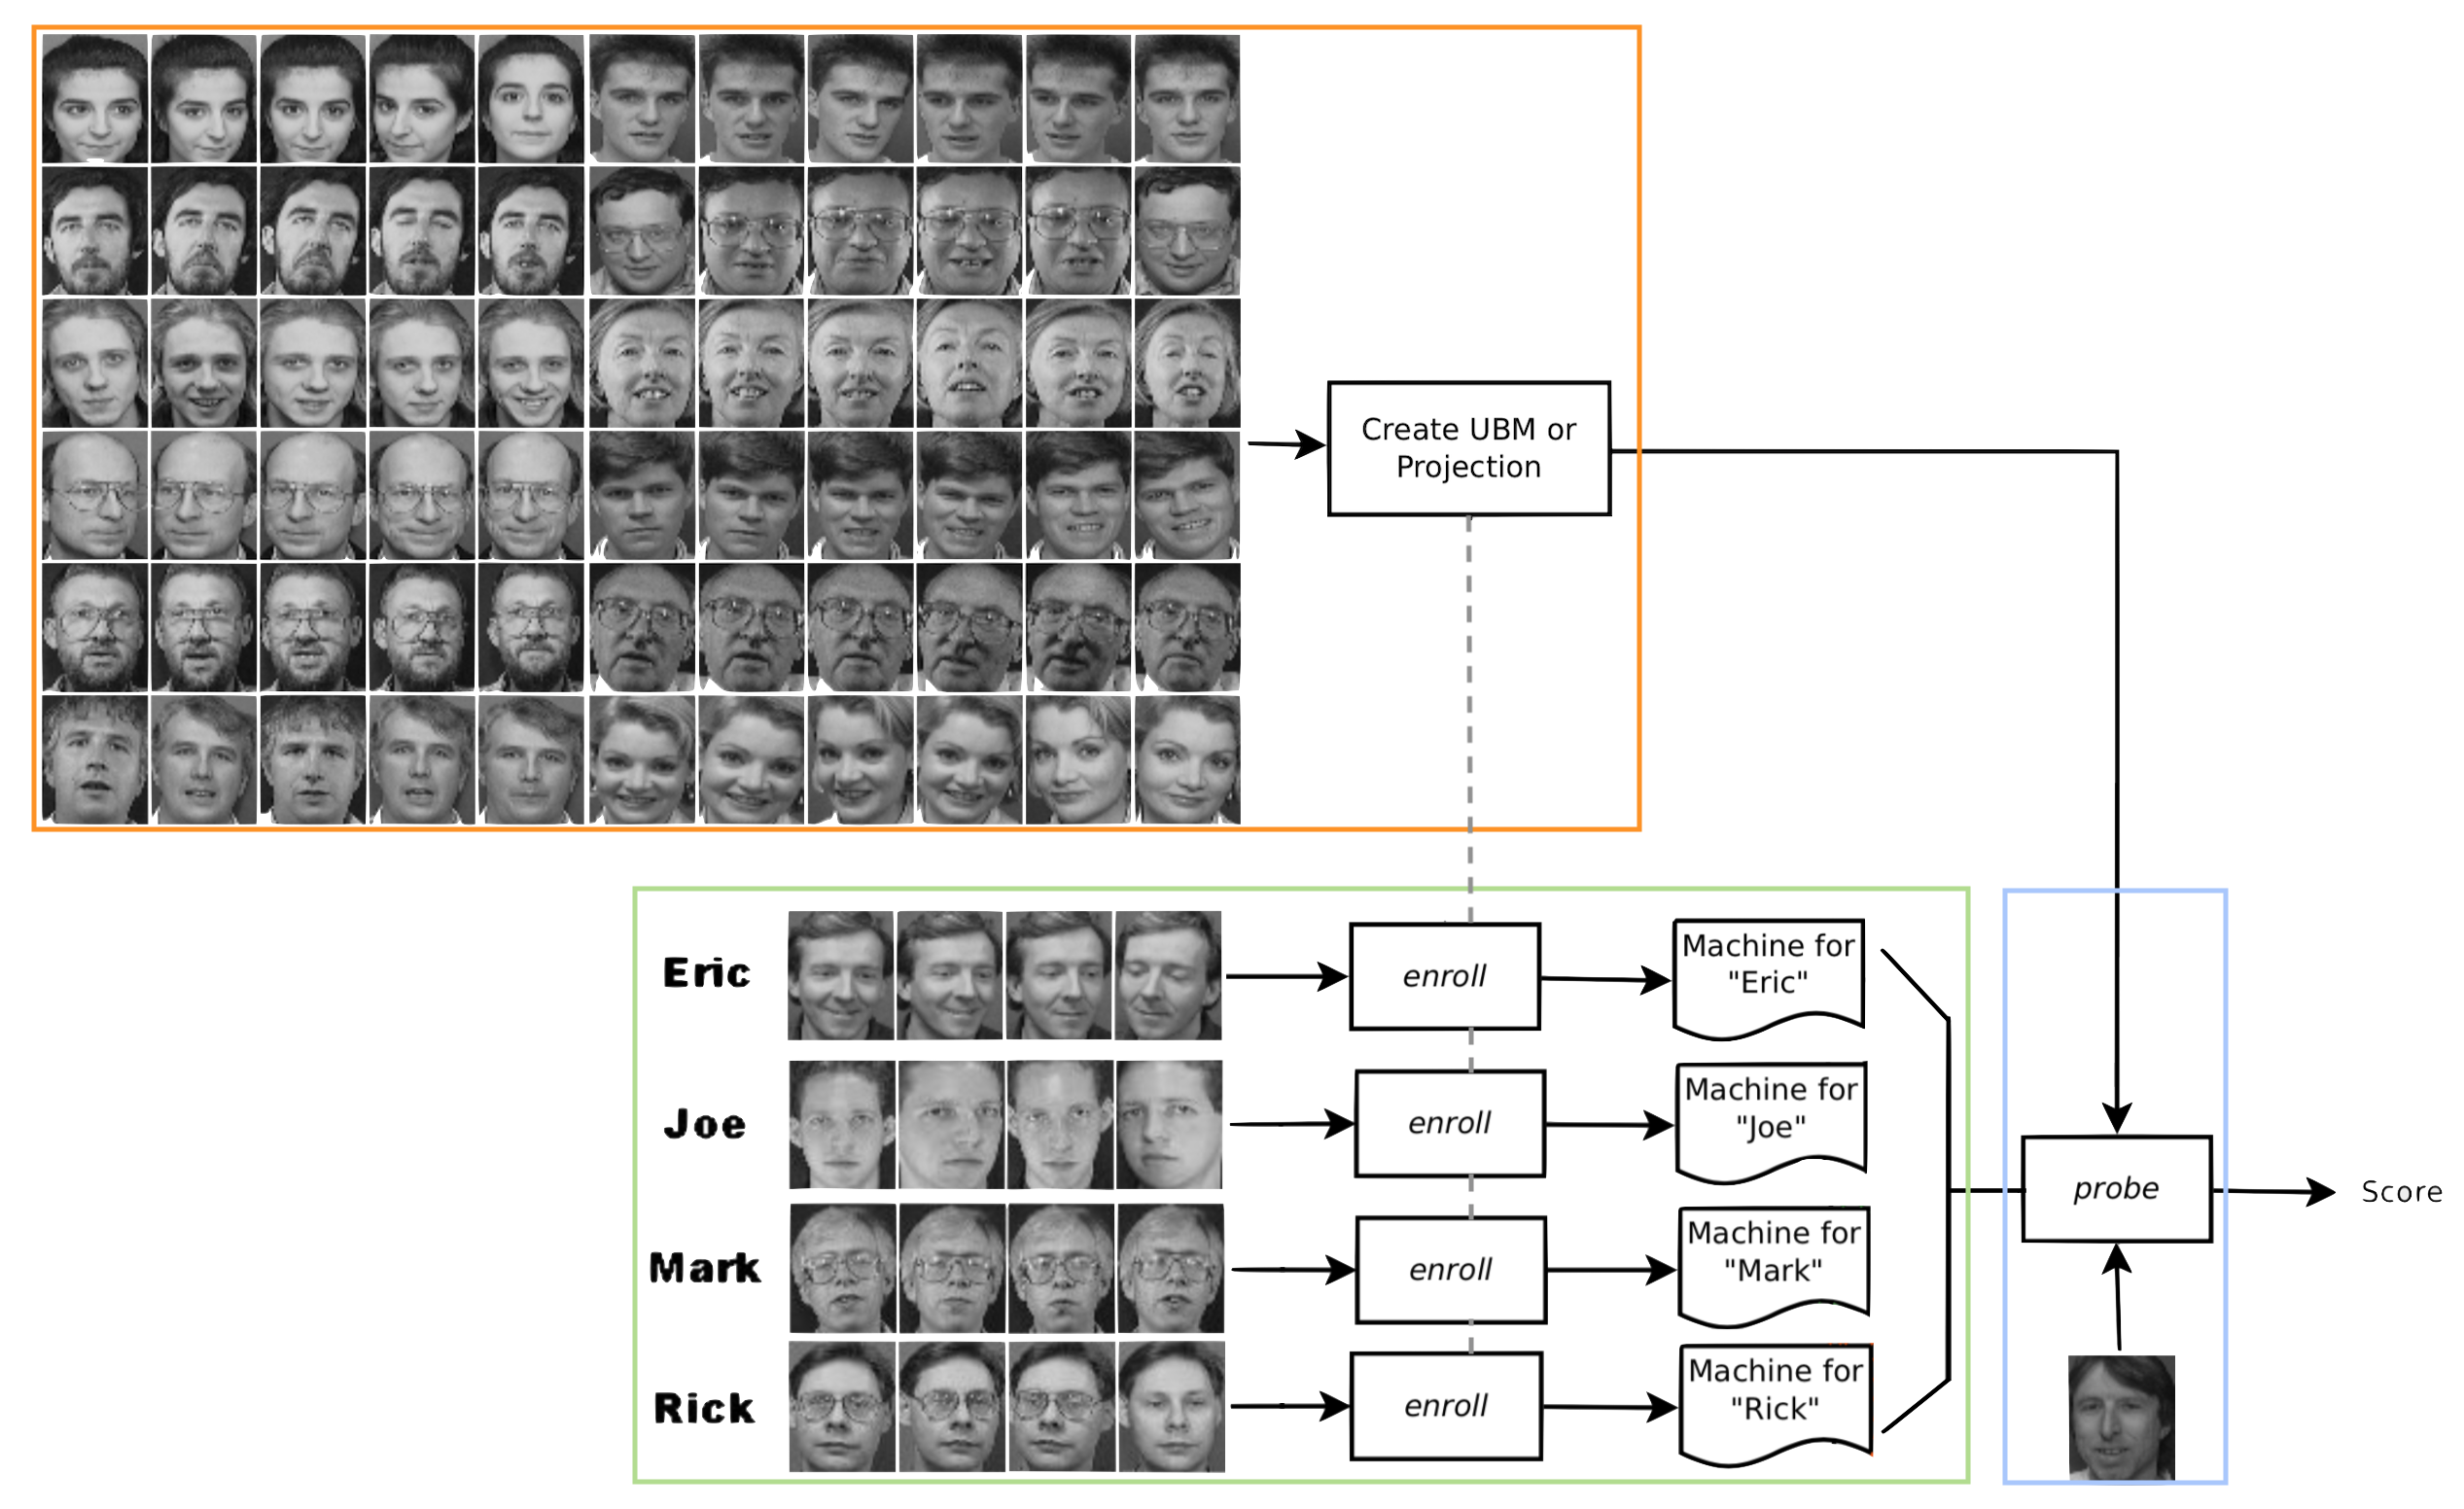 Create UBM or
Projection
Eric
enroll
Machine for
"Eric"
Joe
enroll
Machine for
"Joe"
Mark
enroll
Machine for
"Mark"
Rick
enroll
Machine for
"Rick"
probe
Score